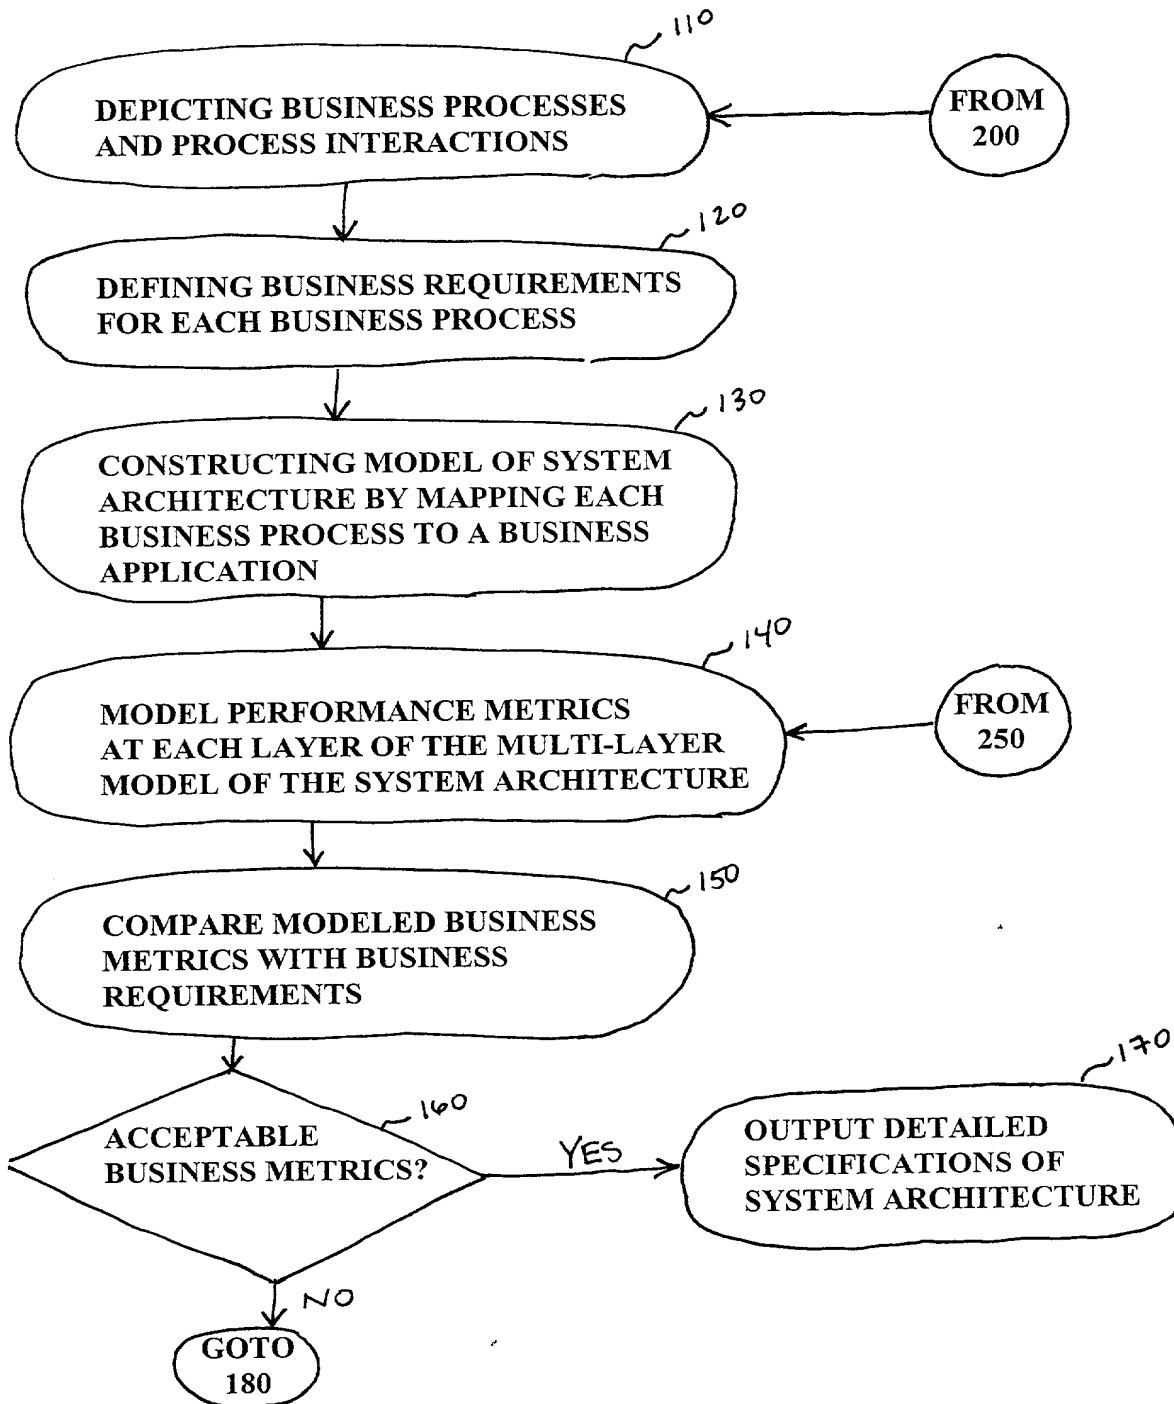 110
DEPICTING BUSINESS PROCESSES
AND PROCESS INTERACTIONS
FROM
200
120
DEFINING BUSINESS REQUIREMENTS
FOR EACH BUSINESS PROCESS
130
CONSTRUCTING MODEL OF SYSTEM
ARCHITECTURE BY MAPPING EACH
BUSINESS PROCESS TO A BUSINESS
APPLICATION
140
MODEL PERFORMANCE METRICS
AT EACH LAYER OF THE MULTI-LAYER
MODEL OF THE SYSTEM ARCHITECTURE
FROM
250
150
COMPARE MODELED BUSINESS
METRICS WITH BUSINESS
REQUIREMENTS
160
ACCEPTABLE
BUSINESS METRICS?
YES
170
OUTPUT DETAILED
SPECIFICATIONS OF
SYSTEM ARCHITECTURE
NO
GOTO
180